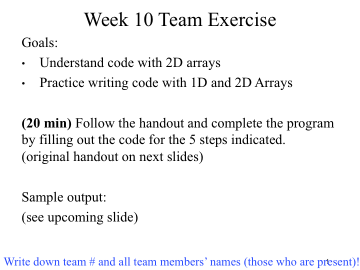 Week 10 Team Exercise
Goals:
• Understand code with 2D arrays
• Practice writing code with 1D and 2D Arrays
(20 min) Follow the handout and complete the program
by filling out the code for the 5 steps indicated.
(original handout on next slides)
Sample output:
(see upcoming slide)
Write down team # and all team members’ names (those who are present)!